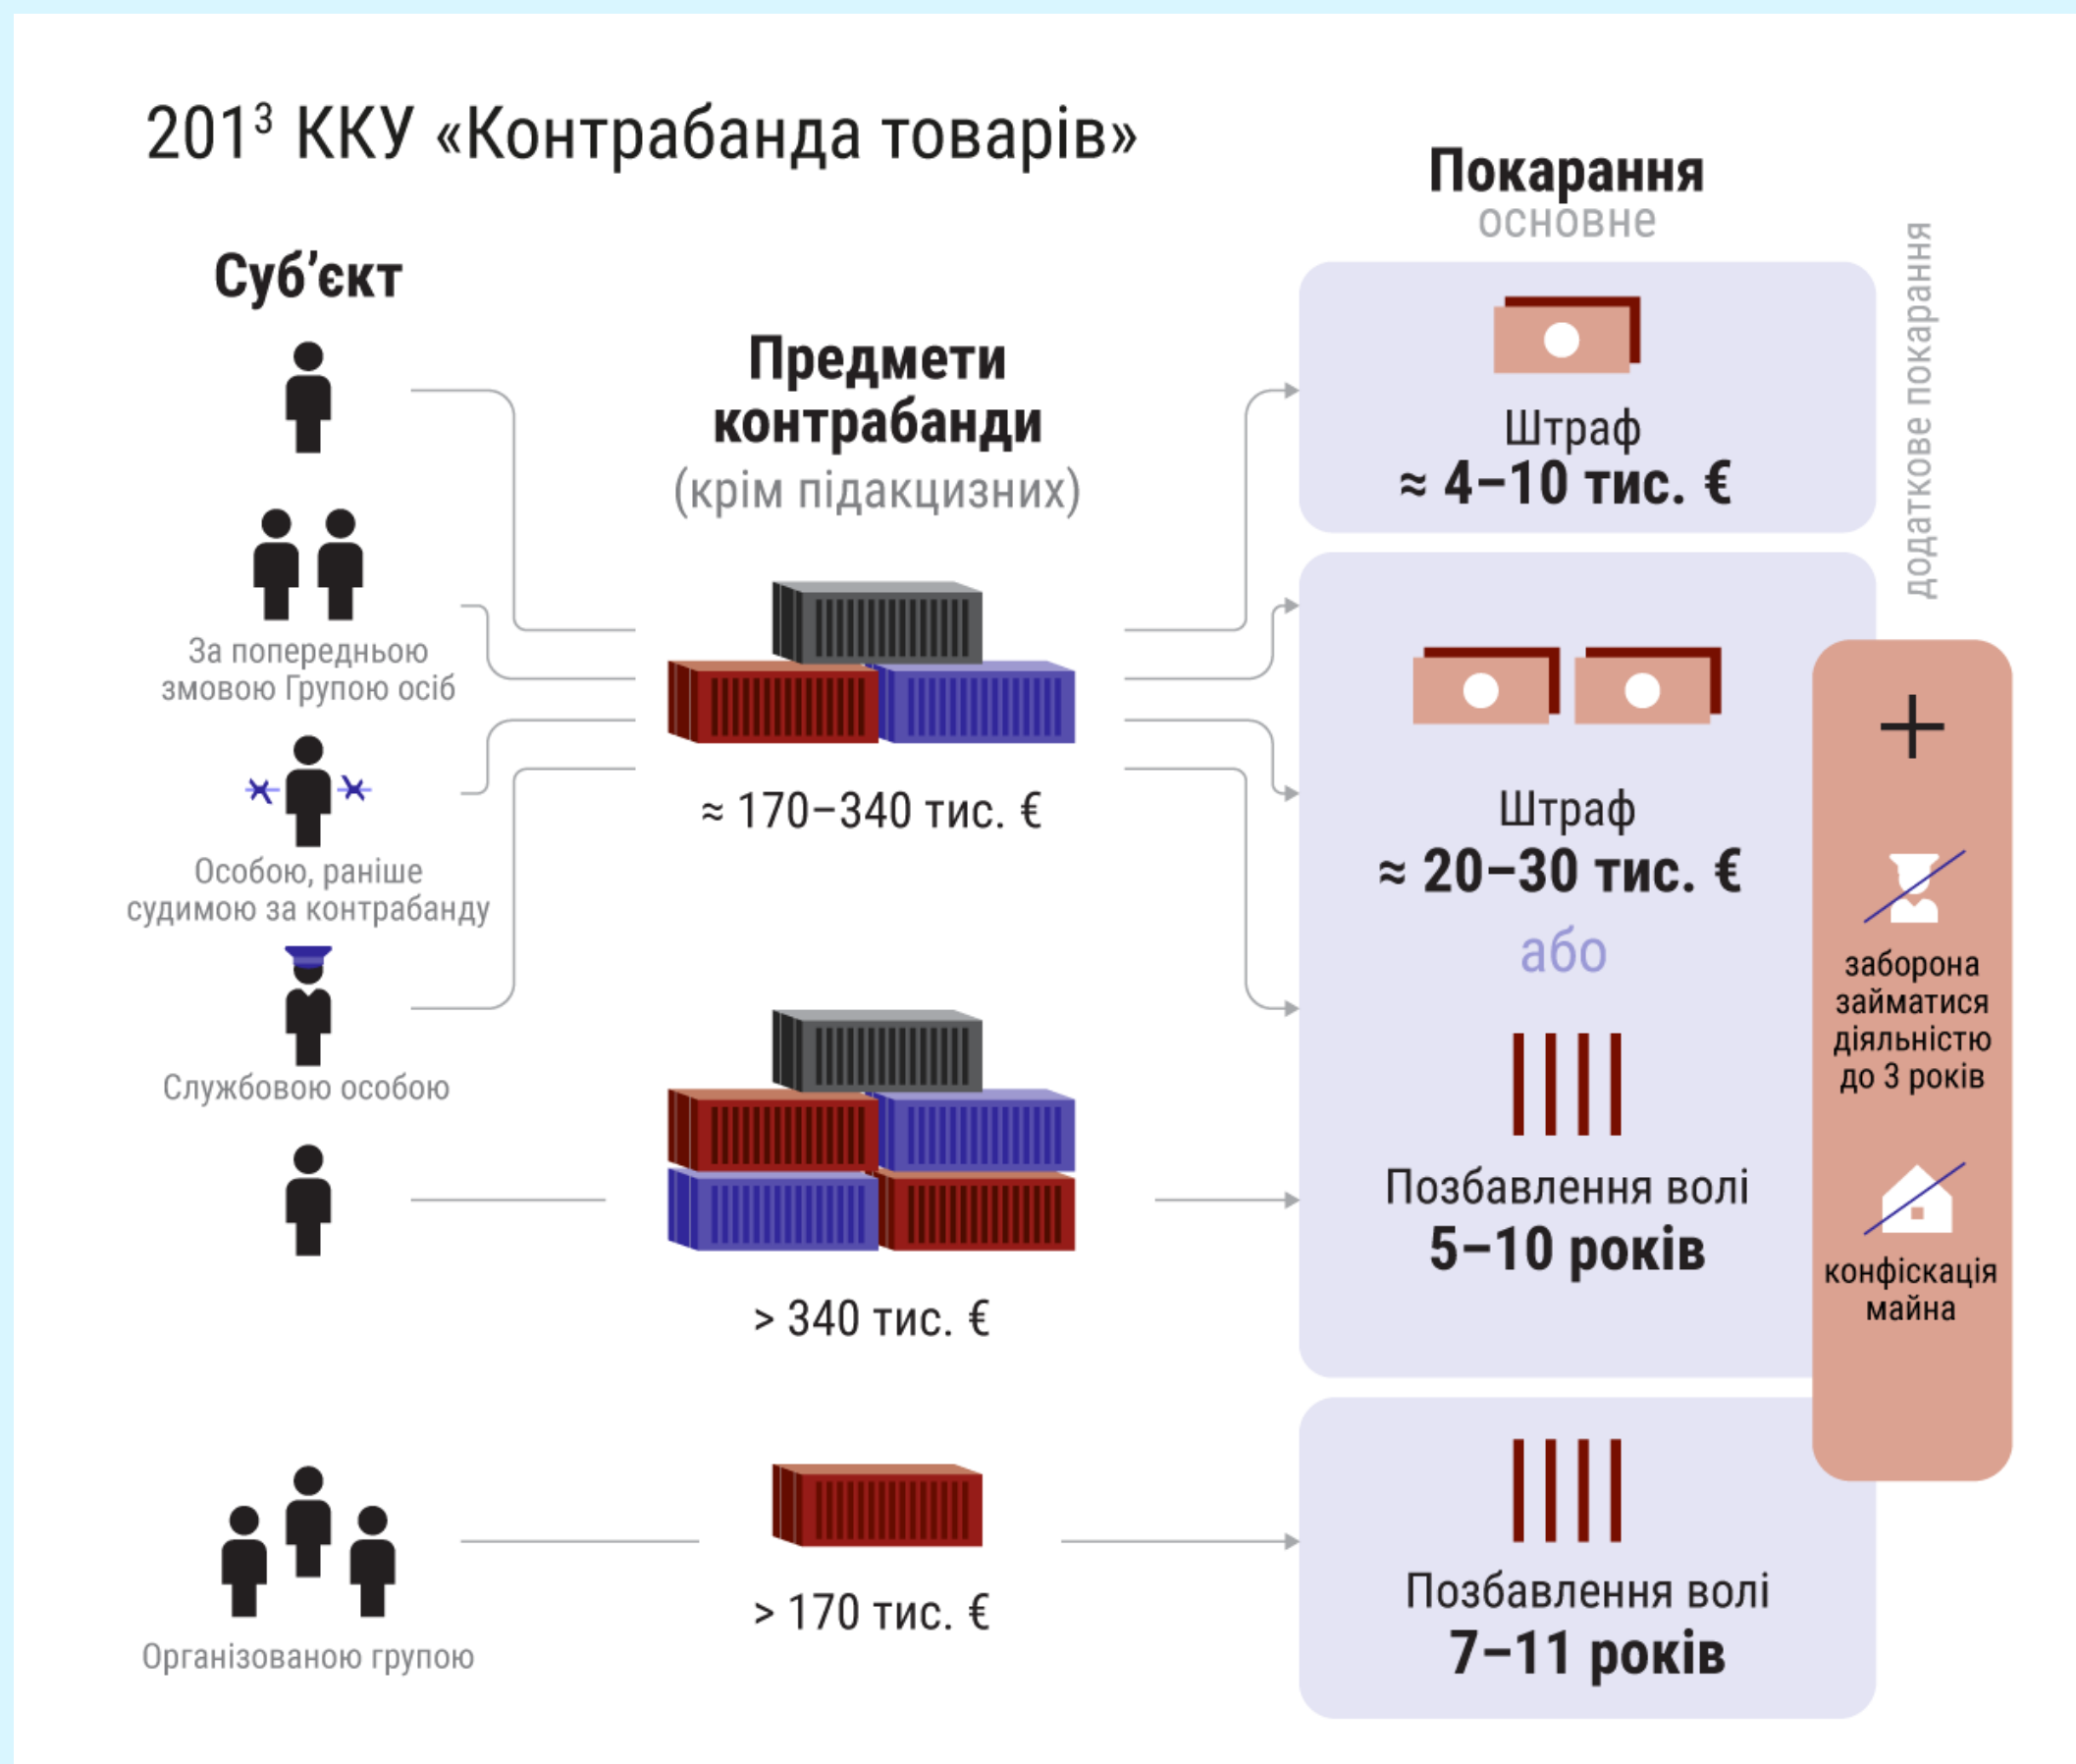 201³ ККУ «Контрабанда товарів»
Суб’єкт
За попередньою
змовою Групою осіб
Особою, раніше
судимою за контрабанду
Службовою особою
Організованою групою
Предмети
контрабанди
(крім підакцизних)
≈ 170–340 тис. €
> 340 тис. €
> 170 тис. €
Покарання
основне
Штраф
≈ 4–10 тис. €
Штраф
≈ 20–30 тис. €
або
Позбавлення волі
5–10 років
Позбавлення волі
7–11 років
додаткове покарання
+
заборона
займатися
діяльністю
до 3 років
конфіскація
майна